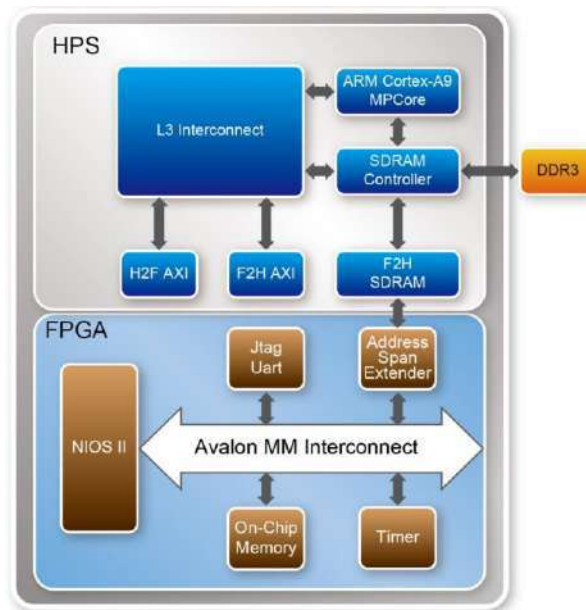 HPS
L3 Interconnect
ARM Cortex-A9
MPCore
SDRAM
Controller
DDR3
H2F AXI
F2H AXI
F2H
SDRAM
FPGA
Jtag
Uart
Address
Span
Extender
NIOS II
Avalon MM Interconnect
On-Chip
Memory
Timer